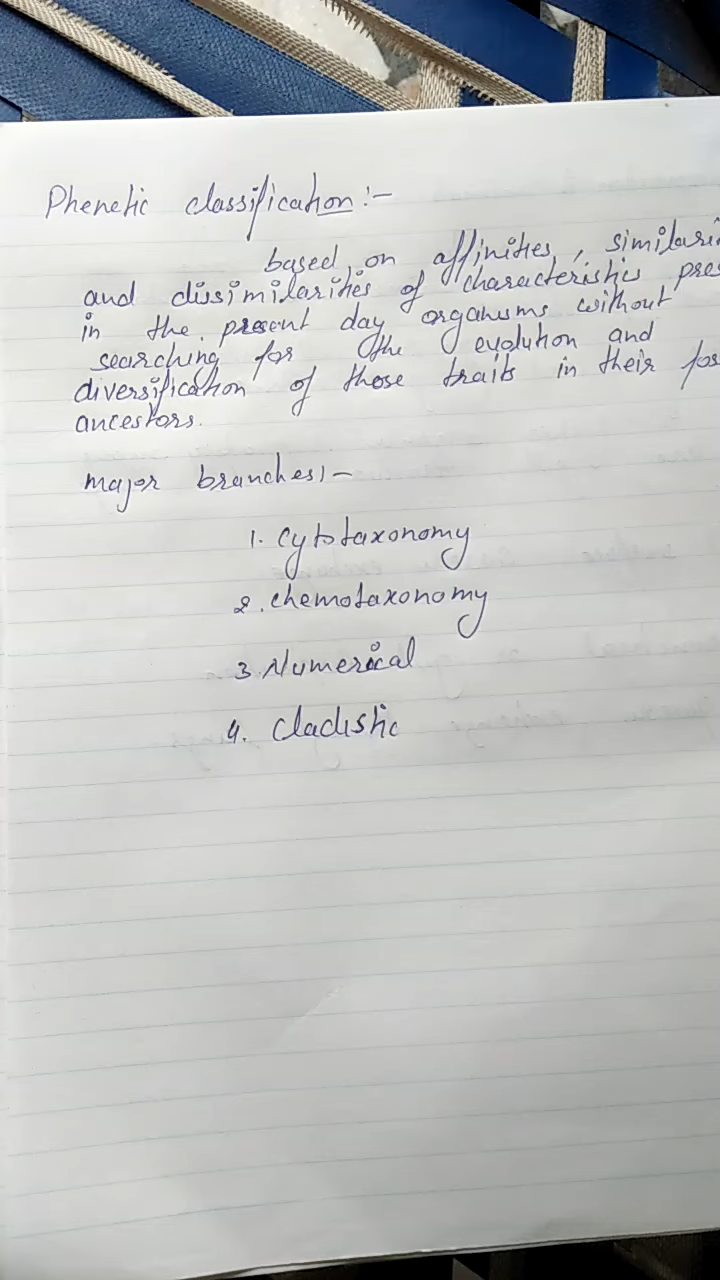 Phenetic classification :-
based on affinities, similari
and dissimilarities of characteristics pres
in the present day organisms without
searching for the evolution and
diversification of those traits in their fos
ancestors.
major branches :-
1. Cytotaxonomy
2. chemotaxonomy
3. Numerical
4. Cladistic